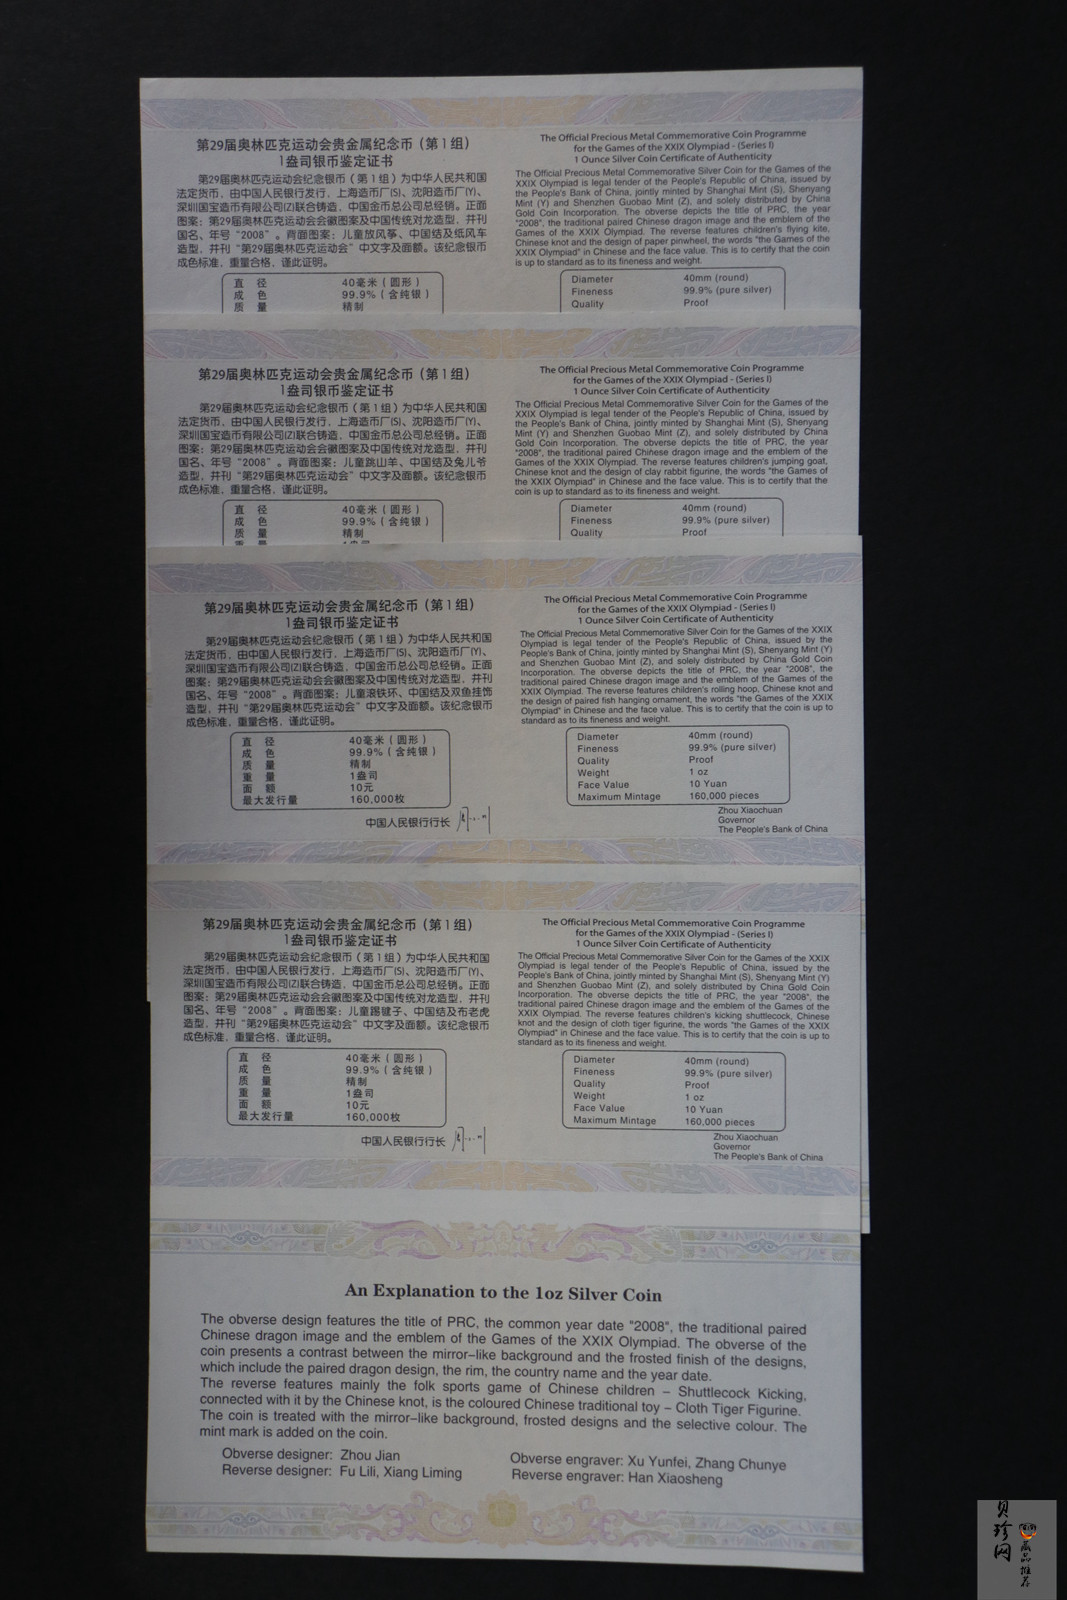 第29届奥林匹克运动会贵金属纪念币（第1组）
1盎司银币鉴定证书
第29届奥林匹克运动会纪念银币（第1组）为中华人民共和国
法定货币，由中国人民银行发行，上海造币厂(S)、沈阳造币厂(Y)、
深圳国宝造币有限公司(Z)联合铸造，中国金币总公司总经销。正面
图案：第29届奥林匹克运动会会徽图案及中国传统对龙造型，并刊
国名、年号“2008”。背面图案：儿童放风筝、中国结及纸风车
造型，并刊“第29届奥林匹克运动会”中文字及面额。该纪念银币
成色标准，重量合格，谨此证明。
直 径 40毫米（圆形）
成 色 99.9%（含纯银）
质 量 精制
The Official Precious Metal Commemorative Coin Programme
for the Games of the XXIX Olympiad - (Series I)
1 Ounce Silver Coin Certificate of Authenticity
The Official Precious Metal Commemorative Silver Coin for the Games of the
XXIX Olympiad is legal tender of the People's Republic of China, issued by
the People's Bank of China, jointly minted by Shanghai Mint (S), Shenyang
Mint (Y) and Shenzhen Guobao Mint (Z), and solely distributed by China
Gold Coin Incorporation. The obverse depicts the title of PRC, the year
"2008", the traditional paired Chinese dragon image and the emblem of the
Games of the XXIX Olympiad. The reverse features children's flying kite,
Chinese knot and the design of paper pinwheel, the words "the Games of the
XXIX Olympiad" in Chinese and the face value. This is to certify that the coin
is up to standard as to its fineness and weight.
Diameter 40mm (round)
Fineness 99.9% (pure silver)
Quality Proof
第29届奥林匹克运动会贵金属纪念币（第1组）
1盎司银币鉴定证书
第29届奥林匹克运动会纪念银币（第1组）为中华人民共和国
法定货币，由中国人民银行发行，上海造币厂(S)、沈阳造币厂(Y)、
深圳国宝造币有限公司(Z)联合铸造，中国金币总公司总经销。正面
图案：第29届奥林匹克运动会会徽图案及中国传统对龙造型，并刊
国名、年号“2008”。背面图案：儿童跳山羊、中国结及兔儿爷
造型，并刊“第29届奥林匹克运动会”中文字及面额。该纪念银币
成色标准，重量合格，谨此证明。
直 径 40毫米（圆形）
成 色 99.9%（含纯银）
质 量 精制
The Official Precious Metal Commemorative Coin Programme
for the Games of the XXIX Olympiad - (Series I)
1 Ounce Silver Coin Certificate of Authenticity
The Official Precious Metal Commemorative Silver Coin for the Games of the
XXIX Olympiad is legal tender of the People's Republic of China, issued by
the People's Bank of China, jointly minted by Shanghai Mint (S), Shenyang
Mint (Y) and Shenzhen Guobao Mint (Z), and solely distributed by China
Gold Coin Incorporation. The obverse depicts the title of PRC, the year
"2008", the traditional paired Chinese dragon image and the emblem of the
Games of the XXIX Olympiad. The reverse features children's jumping goat,
Chinese knot and the design of clay rabbit figurine, the words "the Games of
the XXIX Olympiad" in Chinese and the face value. This is to certify that the
coin is up to standard as to its fineness and weight.
Diameter 40mm (round)
Fineness 99.9% (pure silver)
Quality Proof
第29届奥林匹克运动会贵金属纪念币（第1组）
1盎司银币鉴定证书
第29届奥林匹克运动会纪念银币（第1组）为中华人民共和国
法定货币，由中国人民银行发行，上海造币厂(S)、沈阳造币厂(Y)、
深圳国宝造币有限公司(Z)联合铸造，中国金币总公司总经销。正面
图案：第29届奥林匹克运动会会徽图案及中国传统对龙造型，并刊
国名、年号“2008”。背面图案：儿童滚铁环、中国结及双鱼挂饰
造型，并刊“第29届奥林匹克运动会”中文字及面额。该纪念银币
成色标准，重量合格，谨此证明。
直 径 40毫米（圆形）
成 色 99.9%（含纯银）
质 量 精制
重 量 1盎司
面 额 10元
最大发行量 160,000枚
中国人民银行行长
The Official Precious Metal Commemorative Coin Programme
for the Games of the XXIX Olympiad - (Series I)
1 Ounce Silver Coin Certificate of Authenticity
The Official Precious Metal Commemorative Silver Coin for the Games of the XXIX
Olympiad is legal tender of the People's Republic of China, issued by the
People's Bank of China, jointly minted by Shanghai Mint (S), Shenyang Mint (Y)
and Shenzhen Guobao Mint (Z), and solely distributed by China Gold Coin
Incorporation. The obverse depicts the title of PRC, the year "2008", the
traditional paired Chinese dragon image and the emblem of the Games of the
XXIX Olympiad. The reverse features children's rolling hoop, Chinese knot and
the design of paired fish hanging ornament, the words "the Games of the XXIX
Olympiad" in Chinese and the face value. This is to certify that the coin is up to
standard as to its fineness and weight.
Diameter 40mm (round)
Fineness 99.9% (pure silver)
Quality Proof
Weight 1 oz
Face Value 10 Yuan
Maximum Mintage 160,000 pieces
Zhou Xiaochuan
Governor
The People's Bank of China
第29届奥林匹克运动会贵金属纪念币（第1组）
1盎司银币鉴定证书
第29届奥林匹克运动会纪念银币（第1组）为中华人民共和国
法定货币，由中国人民银行发行，上海造币厂(S)、沈阳造币厂(Y)、
深圳国宝造币有限公司(Z)联合铸造，中国金币总公司总经销。正面
图案：第29届奥林匹克运动会会徽图案及中国传统对龙造型，并刊
国名、年号“2008”。背面图案：儿童踢毽子、中国结及布老虎
造型，并刊“第29届奥林匹克运动会”中文字及面额。该纪念银币
成色标准，重量合格，谨此证明。
直 径 40毫米（圆形）
成 色 99.9%（含纯银）
质 量 精制
重 量 1盎司
面 额 10元
最大发行量 160,000枚
中国人民银行行长
The Official Precious Metal Commemorative Coin Programme
for the Games of the XXIX Olympiad - (Series I)
1 Ounce Silver Coin Certificate of Authenticity
The Official Precious Metal Commemorative Silver Coin for the Games of the XXIX
Olympiad is legal tender of the People's Republic of China, issued by the
People's Bank of China, jointly minted by Shanghai Mint (S), Shenyang Mint (Y)
and Shenzhen Guobao Mint (Z), and solely distributed by China Gold Coin
Incorporation. The obverse depicts the title of PRC, the year "2008", the
traditional paired Chinese dragon image and the emblem of the Games of the
XXIX Olympiad. The reverse features children's kicking shuttlecock, Chinese
knot and the design of cloth tiger figurine, the words "the Games of the XXIX
Olympiad" in Chinese and the face value. This is to certify that the coin is up to
standard as to its fineness and weight.
Diameter 40mm (round)
Fineness 99.9% (pure silver)
Quality Proof
Weight 1 oz
Face Value 10 Yuan
Maximum Mintage 160,000 pieces
Zhou Xiaochuan
Governor
The People's Bank of China
An Explanation to the 1oz Silver Coin
The obverse design features the title of PRC, the common year date "2008", the traditional paired
Chinese dragon image and the emblem of the Games of the XXIX Olympiad. The obverse of the
coin presents a contrast between the mirror-like background and the frosted finish of the designs,
which include the paired dragon design, the rim, the country name and the year date.
The reverse features mainly the folk sports game of Chinese children - Shuttlecock Kicking,
connected with it by the Chinese knot, is the coloured Chinese traditional toy - Cloth Tiger Figurine.
The coin is treated with the mirror-like background, frosted designs and the selective colour. The
mint mark is added on the coin.
Obverse designer: Zhou Jian
Reverse designer: Fu Lili, Xiang Liming
Obverse engraver: Xu Yunfei, Zhang Chunye
Reverse engraver: Han Xiaosheng
贝珍网
藏品推荐